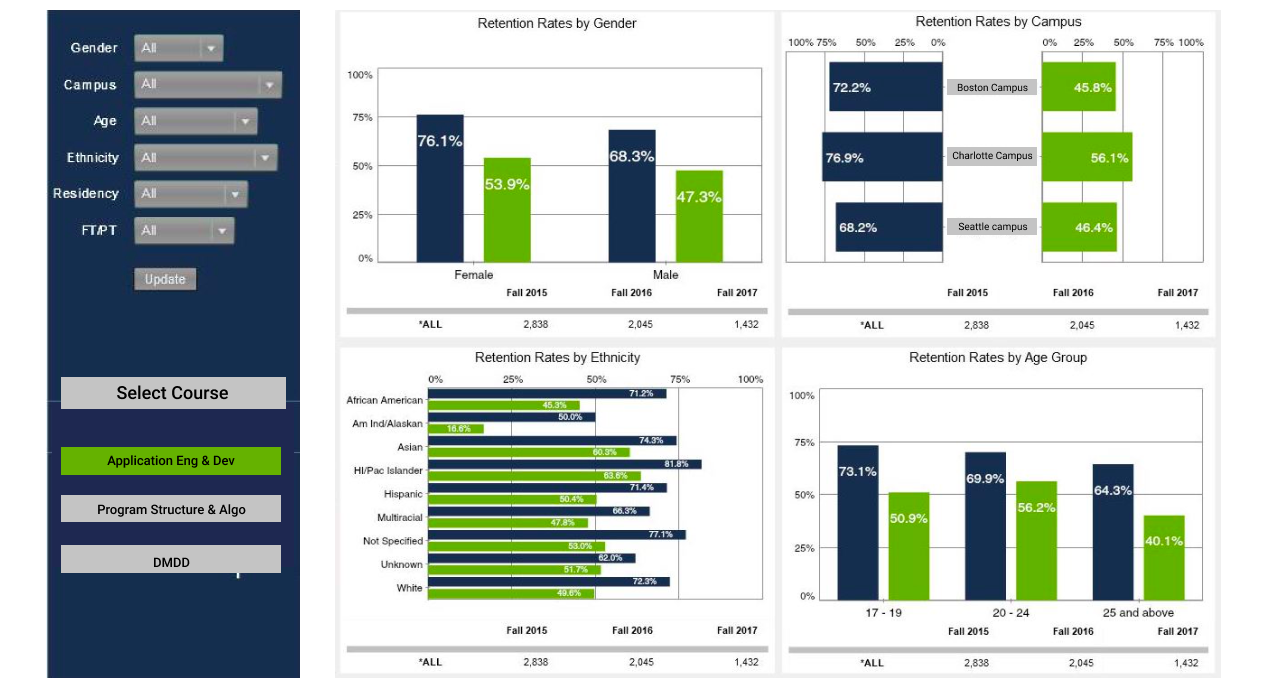 Gender All
Campus All
Age All
Ethnicity All
Residency All
FT/PT All
Update
Select Course
Application Eng & Dev
Program Structure & Algo
DMDD
Retention Rates by Gender
100%
75%
50%
25%
0%
76.1%
53.9%
68.3%
47.3%
Female Male
Fall 2015 Fall 2016 Fall 2017
*ALL 2,838 2,045 1,432
Retention Rates by Campus
100% 75% 50% 25% 0% 0% 25% 50% 75% 100%
72.2% Boston Campus 45.8%
76.9% Charlotte Campus 56.1%
68.2% Seattle campus 46.4%
Fall 2015 Fall 2016 Fall 2017
*ALL 2,838 2,045 1,432
Retention Rates by Ethnicity
0% 25% 50% 75% 100%
African American 71.2%
45.3%
Am Ind/Alaskan 50.0%
16.6%
Asian 74.3%
60.3%
HI/Pac Islander 81.8%
63.6%
Hispanic 71.4%
50.4%
Multiracial 66.3%
47.8%
Not Specified 77.1%
53.0%
Unknown 62.0%
51.7%
White 72.3%
49.6%
Fall 2015 Fall 2016 Fall 2017
*ALL 2,838 2,045 1,432
Retention Rates by Age Group
100%
75%
50%
25%
0%
73.1%
50.9%
69.9%
56.2%
64.3%
40.1%
17 - 19 20 - 24 25 and above
Fall 2015 Fall 2016 Fall 2017
*ALL 2,838 2,045 1,432